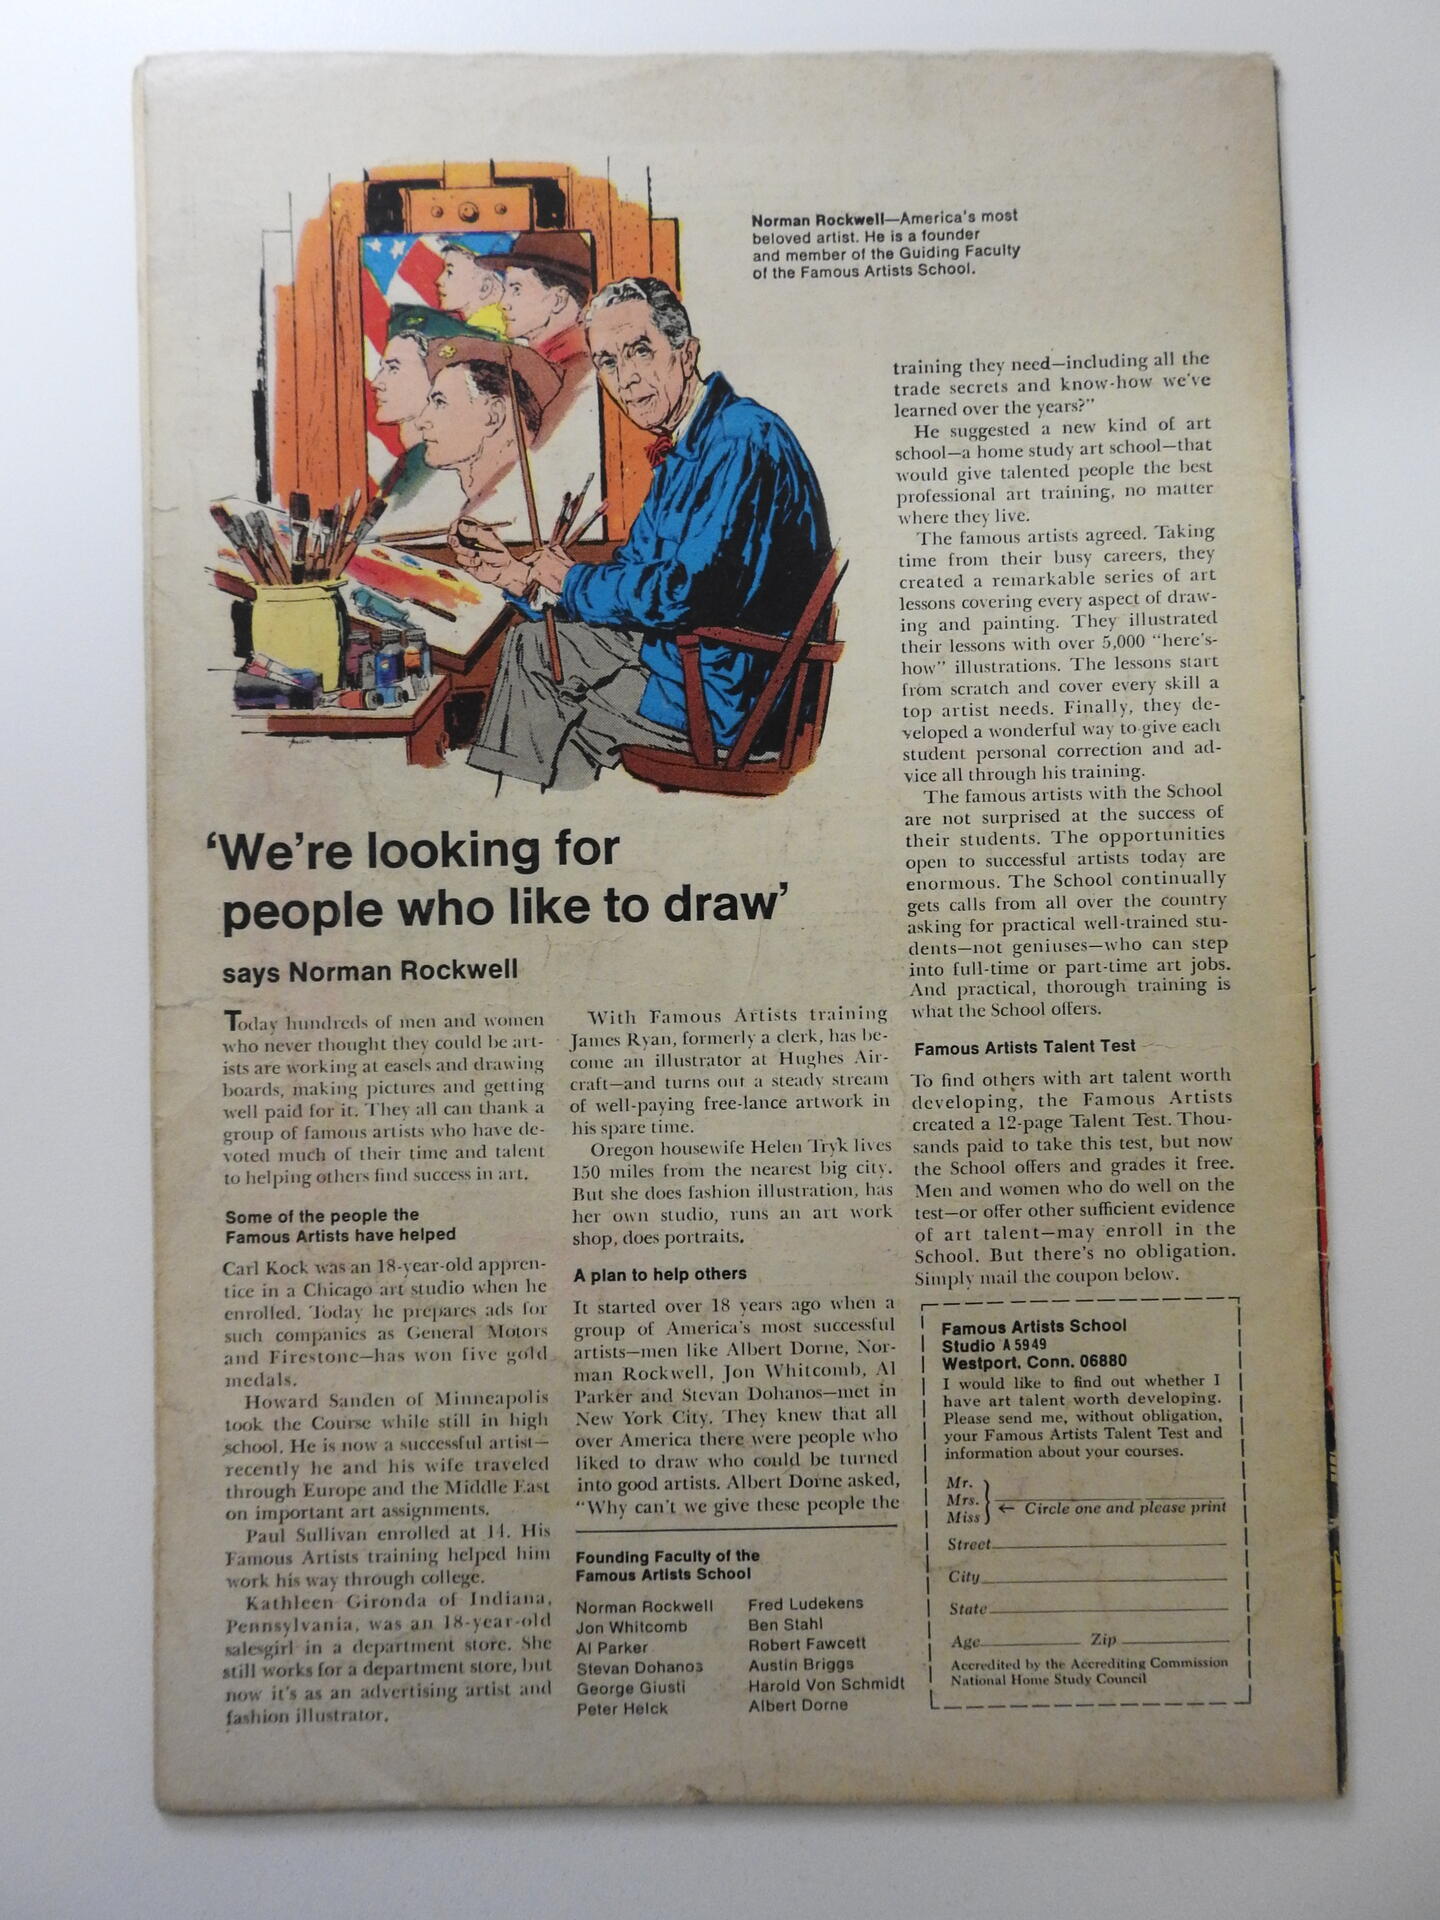 Norman Rockwell—America's most
beloved artist. He is a founder
and member of the Guiding Faculty
of the Famous Artists School.
'We're looking for
people who like to draw'
says Norman Rockwell
Today hundreds of men and women
who never thought they could be art-
ists are working at easels and drawing
boards, making pictures and getting
well paid for it. They all can thank a
group of famous artists who have de-
voted much of their time and talent
to helping others find success in art.
Some of the people the
Famous Artists have helped
Carl Kock was an 18-year-old appren-
tice in a Chicago art studio when he
enrolled. Today he prepares ads for
such companies as General Motors
and Firestone—has won five gold
medals.
Howard Sanden of Minneapolis
took the Course while still in high
school. He is now a successful artist—
recently he and his wife traveled
through Europe and the Middle East
on important art assignments.
Paul Sullivan enrolled at 14. His
Famous Artists training helped him
work his way through college.
Kathleen Gironda of Indiana,
Pennsylvania, was an 18-year-old
salesgirl in a department store. She
still works for a department store, but
now it's as an advertising artist and
fashion illustrator.
With Famous Artists training
James Ryan, formerly a clerk, has be-
come an illustrator at Hughes Air-
craft—and turns out a steady stream
of well-paying free-lance artwork in
his spare time.
Oregon housewife Helen Tryk lives
150 miles from the nearest big city.
But she does fashion illustration, has
her own studio, runs an art work
shop, does portraits.
A plan to help others
It started over 18 years ago when a
group of America's most successful
artists—men like Albert Dorne, Nor-
man Rockwell, Jon Whitcomb, Al
Parker and Stevan Dohanos—met in
New York City. They knew that all
over America there were people who
liked to draw who could be turned
into good artists. Albert Dorne asked,
"Why can't we give these people the
Founding Faculty of the
Famous Artists School
Norman Rockwell
Jon Whitcomb
Al Parker
Stevan Dohanos
George Giusti
Peter Helck
Fred Ludekens
Ben Stahl
Robert Fawcett
Austin Briggs
Harold Von Schmidt
Albert Dorne
training they need—including all the
trade secrets and know-how we've
learned over the years?"
He suggested a new kind of art
school—a home study art school—that
would give talented people the best
professional art training, no matter
where they live.
The famous artists agreed. Taking
time from their busy careers, they
created a remarkable series of art
lessons covering every aspect of draw-
ing and painting. They illustrated
their lessons with over 5,000 "here's-
how" illustrations. The lessons start
from scratch and cover every skill a
top artist needs. Finally, they de-
veloped a wonderful way to give each
student personal correction and ad-
vice all through his training.
The famous artists with the School
are not surprised at the success of
their students. The opportunities
open to successful artists today are
enormous. The School continually
gets calls from all over the country
asking for practical well-trained stu-
dents—not geniuses—who can step
into full-time or part-time art jobs.
And practical, thorough training is
what the School offers.
Famous Artists Talent Test
To find others with art talent worth
developing, the Famous Artists
created a 12-page Talent Test. Thou-
sands paid to take this test, but now
the School offers and grades it free.
Men and women who do well on the
test—or offer other sufficient evidence
of art talent—may enroll in the
School. But there's no obligation.
Simply mail the coupon below.
Famous Artists School
Studio A 5949
Westport, Conn. 06880
I would like to find out whether I
have art talent worth developing.
Please send me, without obligation,
your Famous Artists Talent Test and
information about your courses.
Mr.
Mrs. ← Circle one and please print
Miss
Street
City
State
Age Zip
Accredited by the Accrediting Commission
National Home Study Council